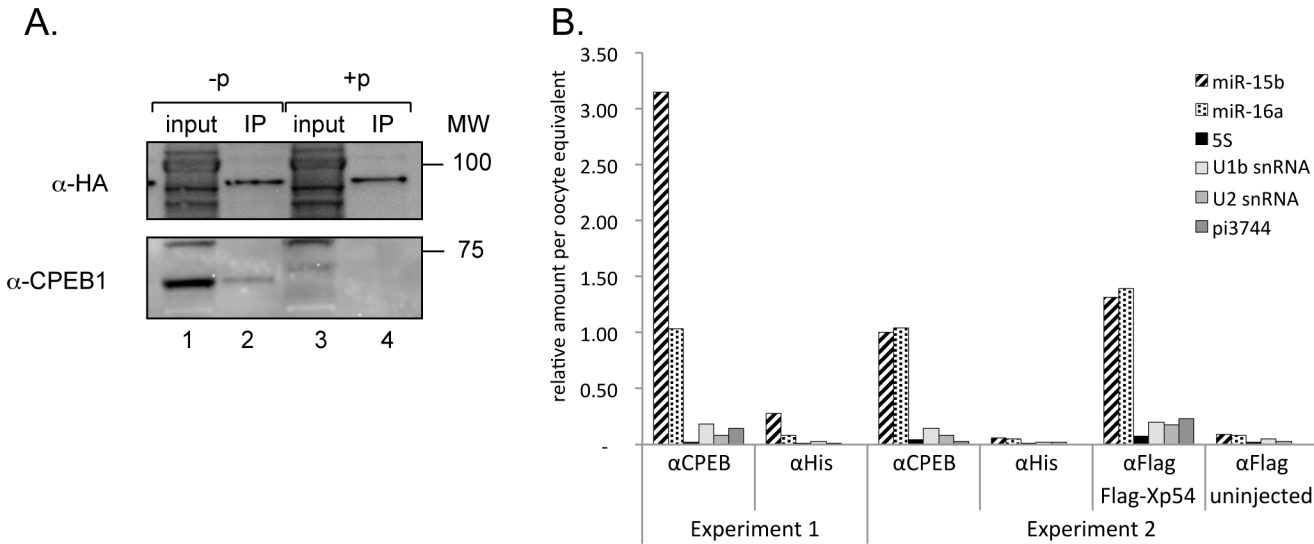 A.
-p +p
input IP input IP MW
α-HA
100
α-CPEB1
75
1 2 3 4
B.
relative amount per oocyte equivalent
3.50
3.00
2.50
2.00
1.50
1.00
0.50
-
miR-15b
miR-16a
5S
U1b snRNA
U2 snRNA
pi3744
αCPEB αHis αCPEB αHis αFlag αFlag
Flag-Xp54 uninjected
Experiment 1 Experiment 2